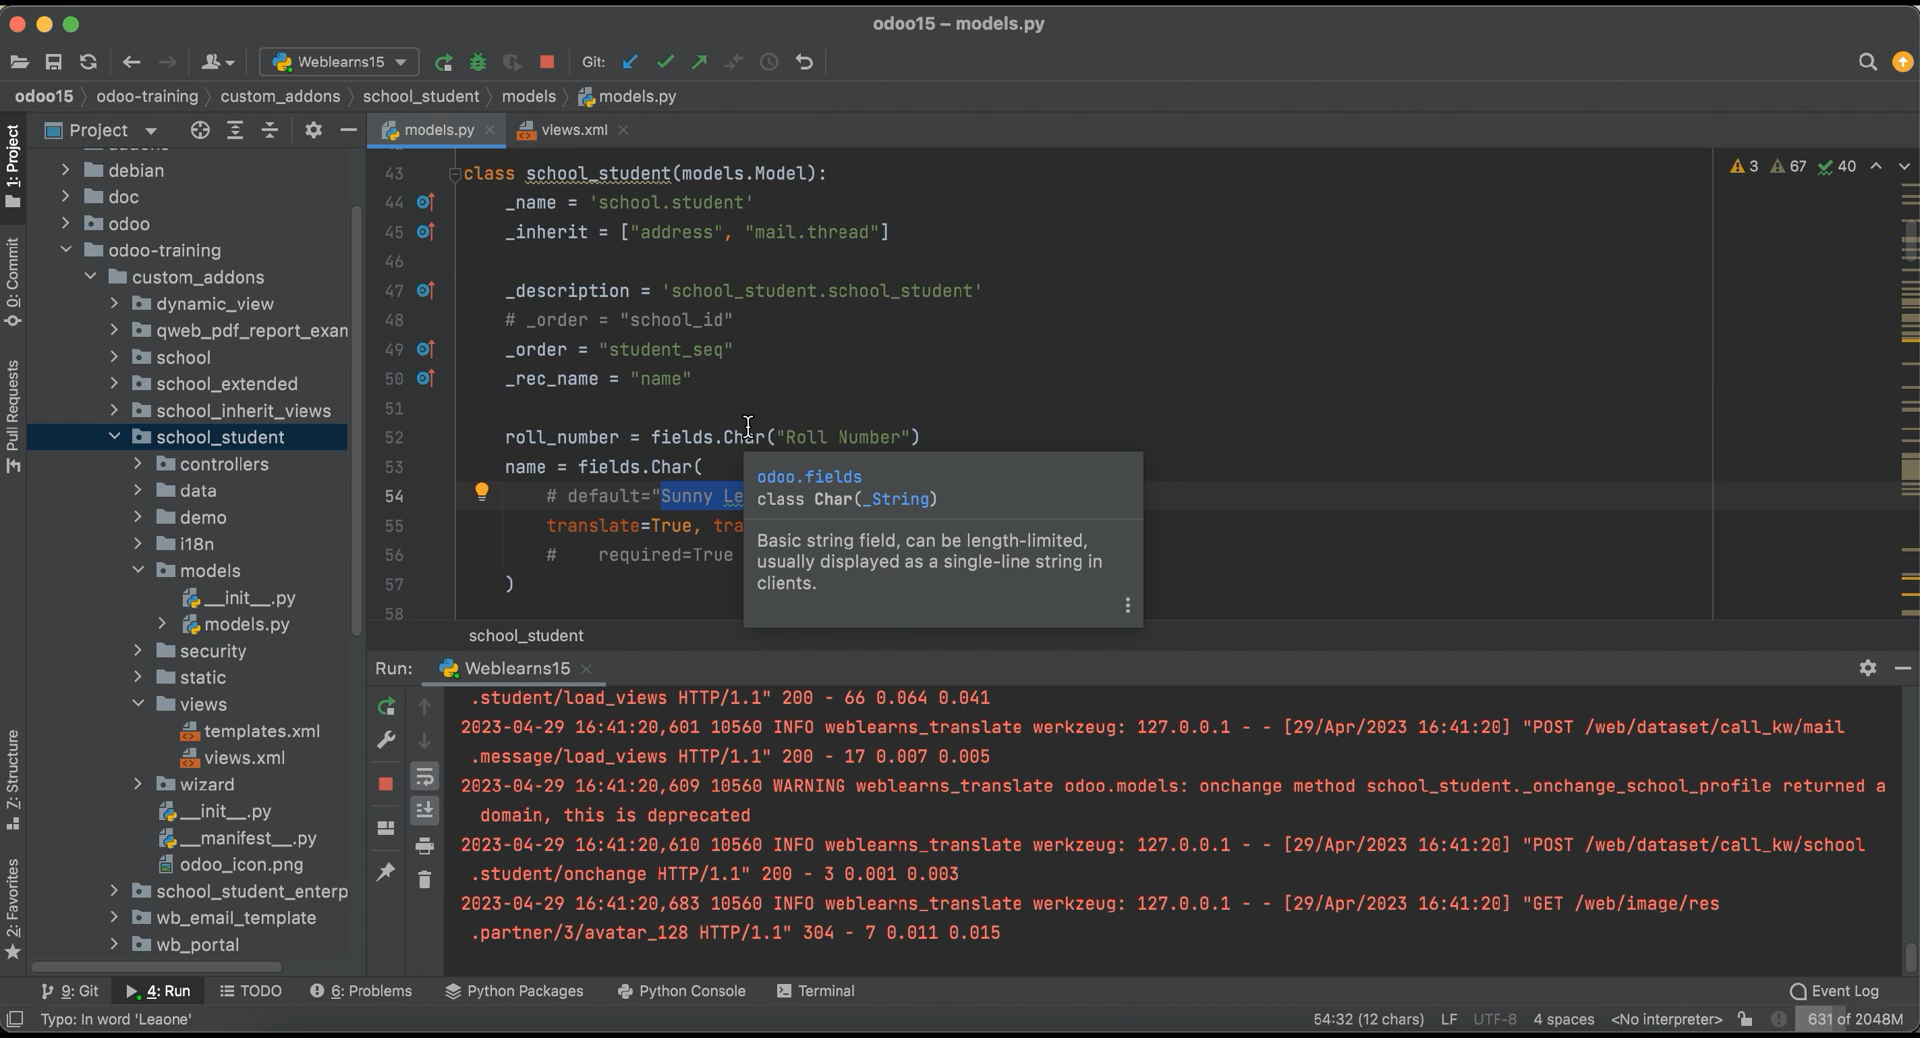 odoo15 – models.py
Weblearns15
Git:
odoo15 odoo-training custom_addons school_student models models.py
1: Project
0: Commit
Pull Requests
7: Structure
2: Favorites
Project
debian
doc
odoo
odoo-training
custom_addons
dynamic_view
qweb_pdf_report_exan
school
school_extended
school_inherit_views
school_student
controllers
data
demo
i18n
models
__init__.py
models.py
security
static
views
templates.xml
views.xml
wizard
__init__.py
__manifest__.py
odoo_icon.png
school_student_enterp
wb_email_template
wb_portal
models.py views.xml
3 67 40
43 class school_student(models.Model):
44 _name = 'school.student'
45 _inherit = ["address", "mail.thread"]
46
47 _description = 'school_student.school_student'
48 # _order = "school_id"
49 _order = "student_seq"
50 _rec_name = "name"
51
52 roll_number = fields.Char("Roll Number")
53 name = fields.Char(
54 # default="Sunny Le
55 translate=True, tra
56 # required=True
57 )
58
odoo.fields
class Char(_String)
Basic string field, can be length-limited,
usually displayed as a single-line string in
clients.
school_student
Run: Weblearns15
.student/load_views HTTP/1.1" 200 - 66 0.064 0.041
2023-04-29 16:41:20,601 10560 INFO weblearns_translate werkzeug: 127.0.0.1 - - [29/Apr/2023 16:41:20] "POST /web/dataset/call_kw/mail
.message/load_views HTTP/1.1" 200 - 17 0.007 0.005
2023-04-29 16:41:20,609 10560 WARNING weblearns_translate odoo.models: onchange method school_student._onchange_school_profile returned a
domain, this is deprecated
2023-04-29 16:41:20,610 10560 INFO weblearns_translate werkzeug: 127.0.0.1 - - [29/Apr/2023 16:41:20] "POST /web/dataset/call_kw/school
.student/onchange HTTP/1.1" 200 - 3 0.001 0.003
2023-04-29 16:41:20,683 10560 INFO weblearns_translate werkzeug: 127.0.0.1 - - [29/Apr/2023 16:41:20] "GET /web/image/res
.partner/3/avatar_128 HTTP/1.1" 304 - 7 0.011 0.015
9: Git 4: Run TODO 6: Problems Python Packages Python Console Terminal Event Log
Typo: In word 'Leaone' 54:32 (12 chars) LF UTF-8 4 spaces <No interpreter> 631 of 2048M